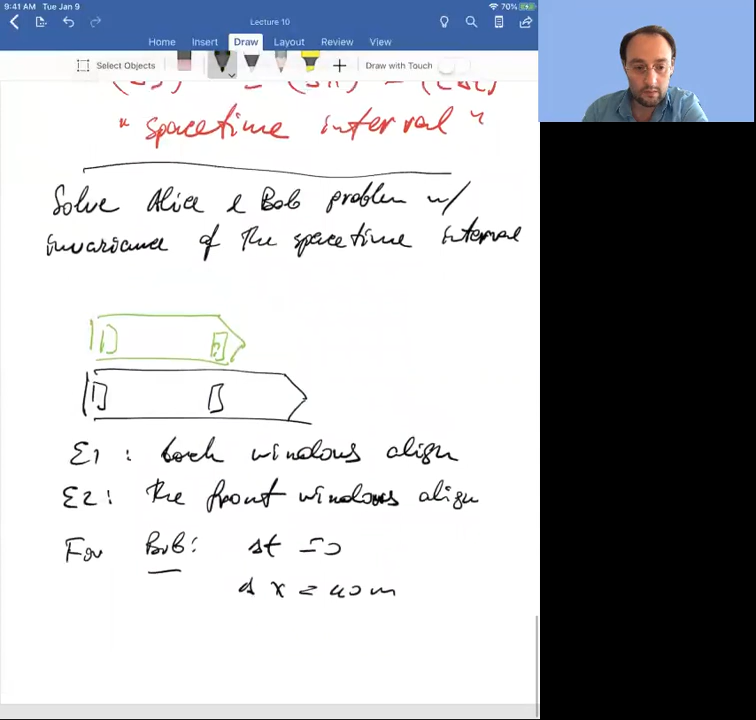 9:41 AM Tue Jan 9
70%
Lecture 10
Home Insert Draw Layout Review View
Select Objects
Draw with Touch
"spacetime interval"
Solve Alice & Bob problem w/
invariance of the spacetime interval
E1: back windows align
E2: the front windows align
For Bob: Δt = 0
Δx = 40m